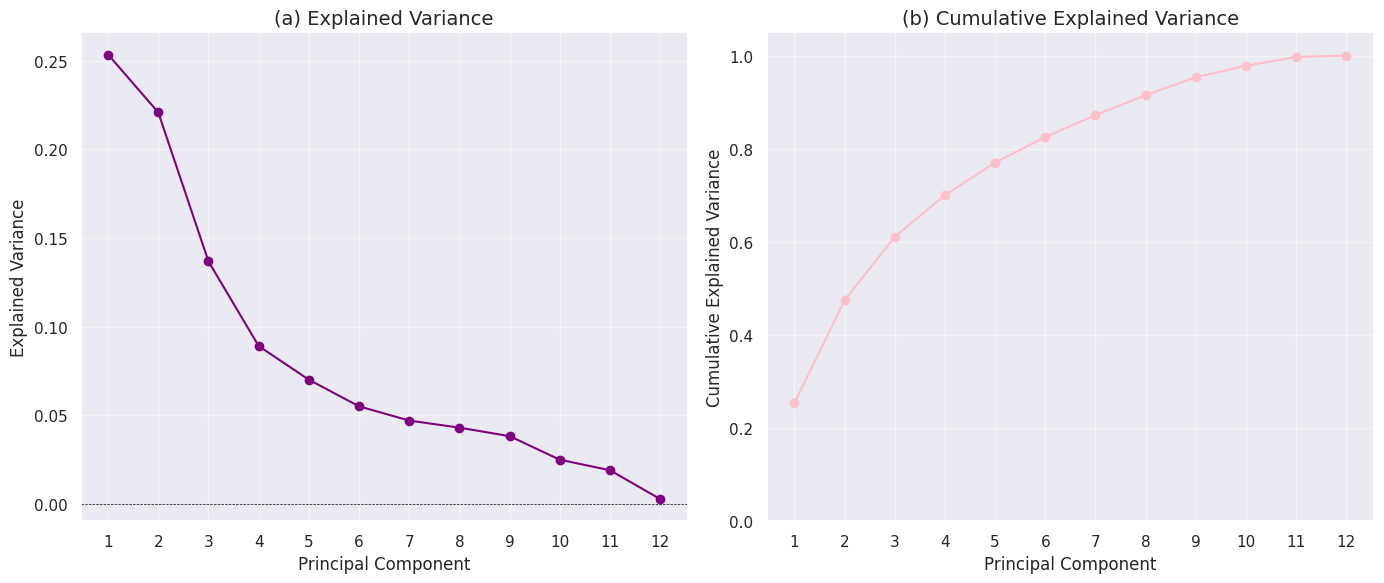 (a) Explained Variance
Explained Variance
0.25
0.20
0.15
0.10
0.05
0.00
1 2 3 4 5 6 7 8 9 10 11 12
Principal Component
(b) Cumulative Explained Variance
Cumulative Explained Variance
1.0
0.8
0.6
0.4
0.2
0.0
1 2 3 4 5 6 7 8 9 10 11 12
Principal Component